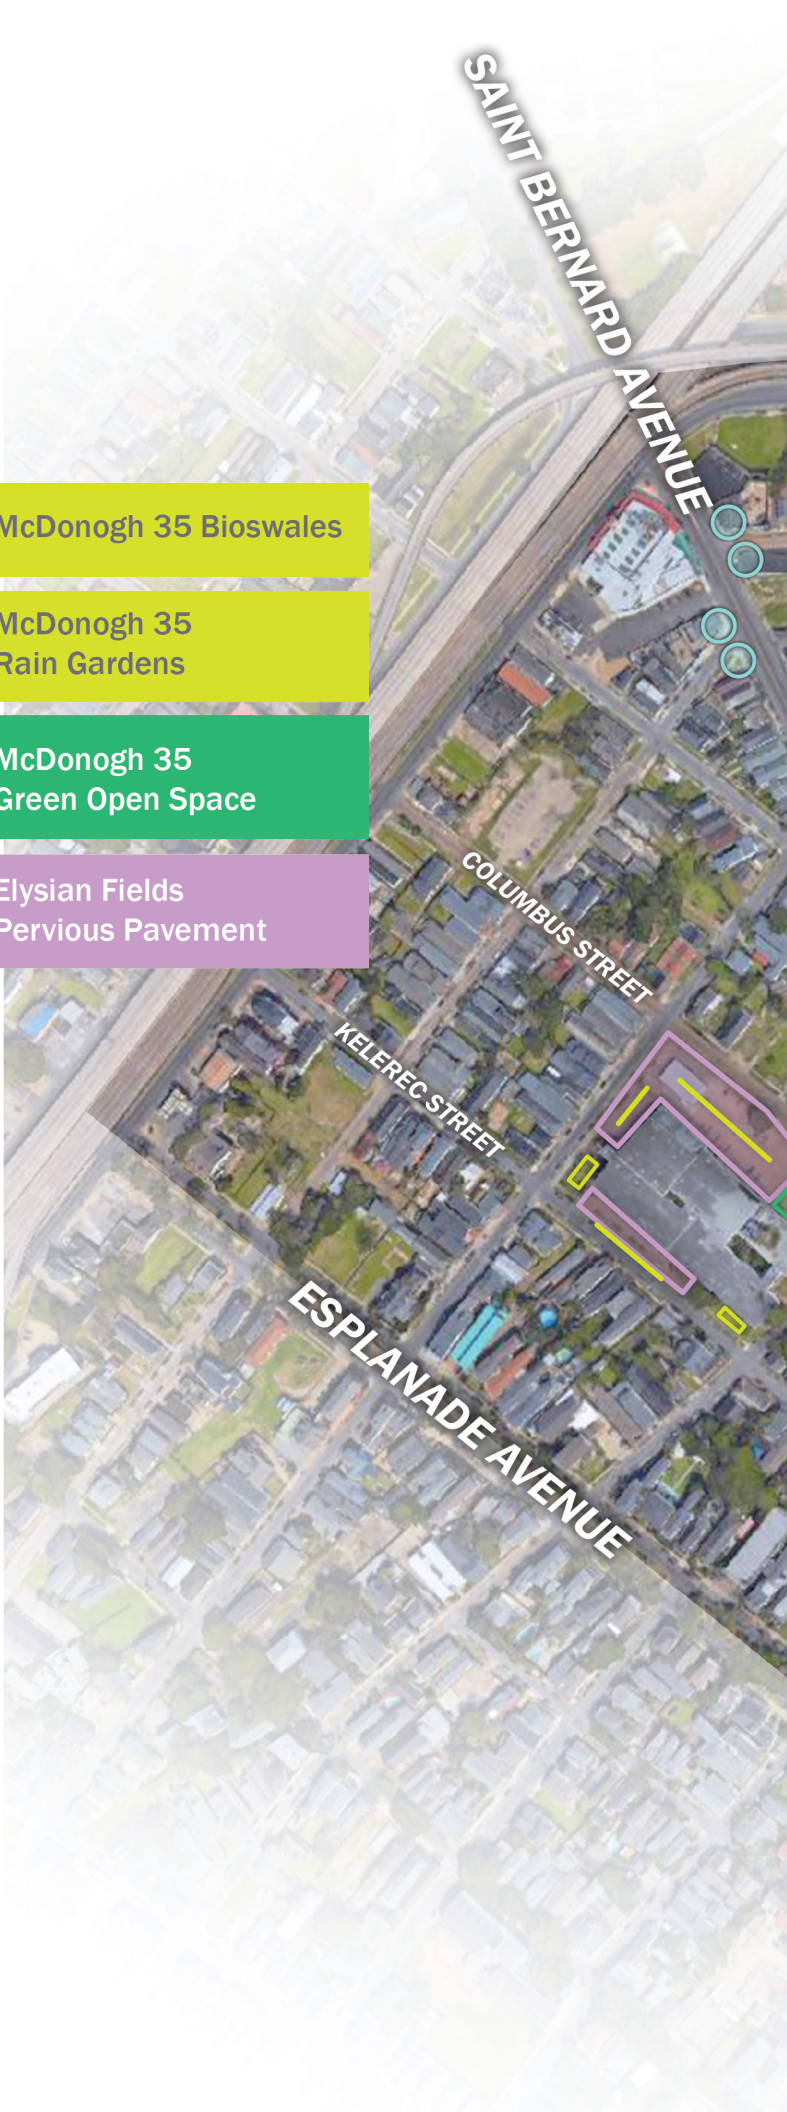 SAINT BERNARD AVENUE
McDonogh 35 Bioswales
McDonogh 35
Rain Gardens
McDonogh 35
Green Open Space
Elysian Fields
Pervious Pavement
COLUMBUS STREET
KELEREC STREET
ESPLANADE AVENUE